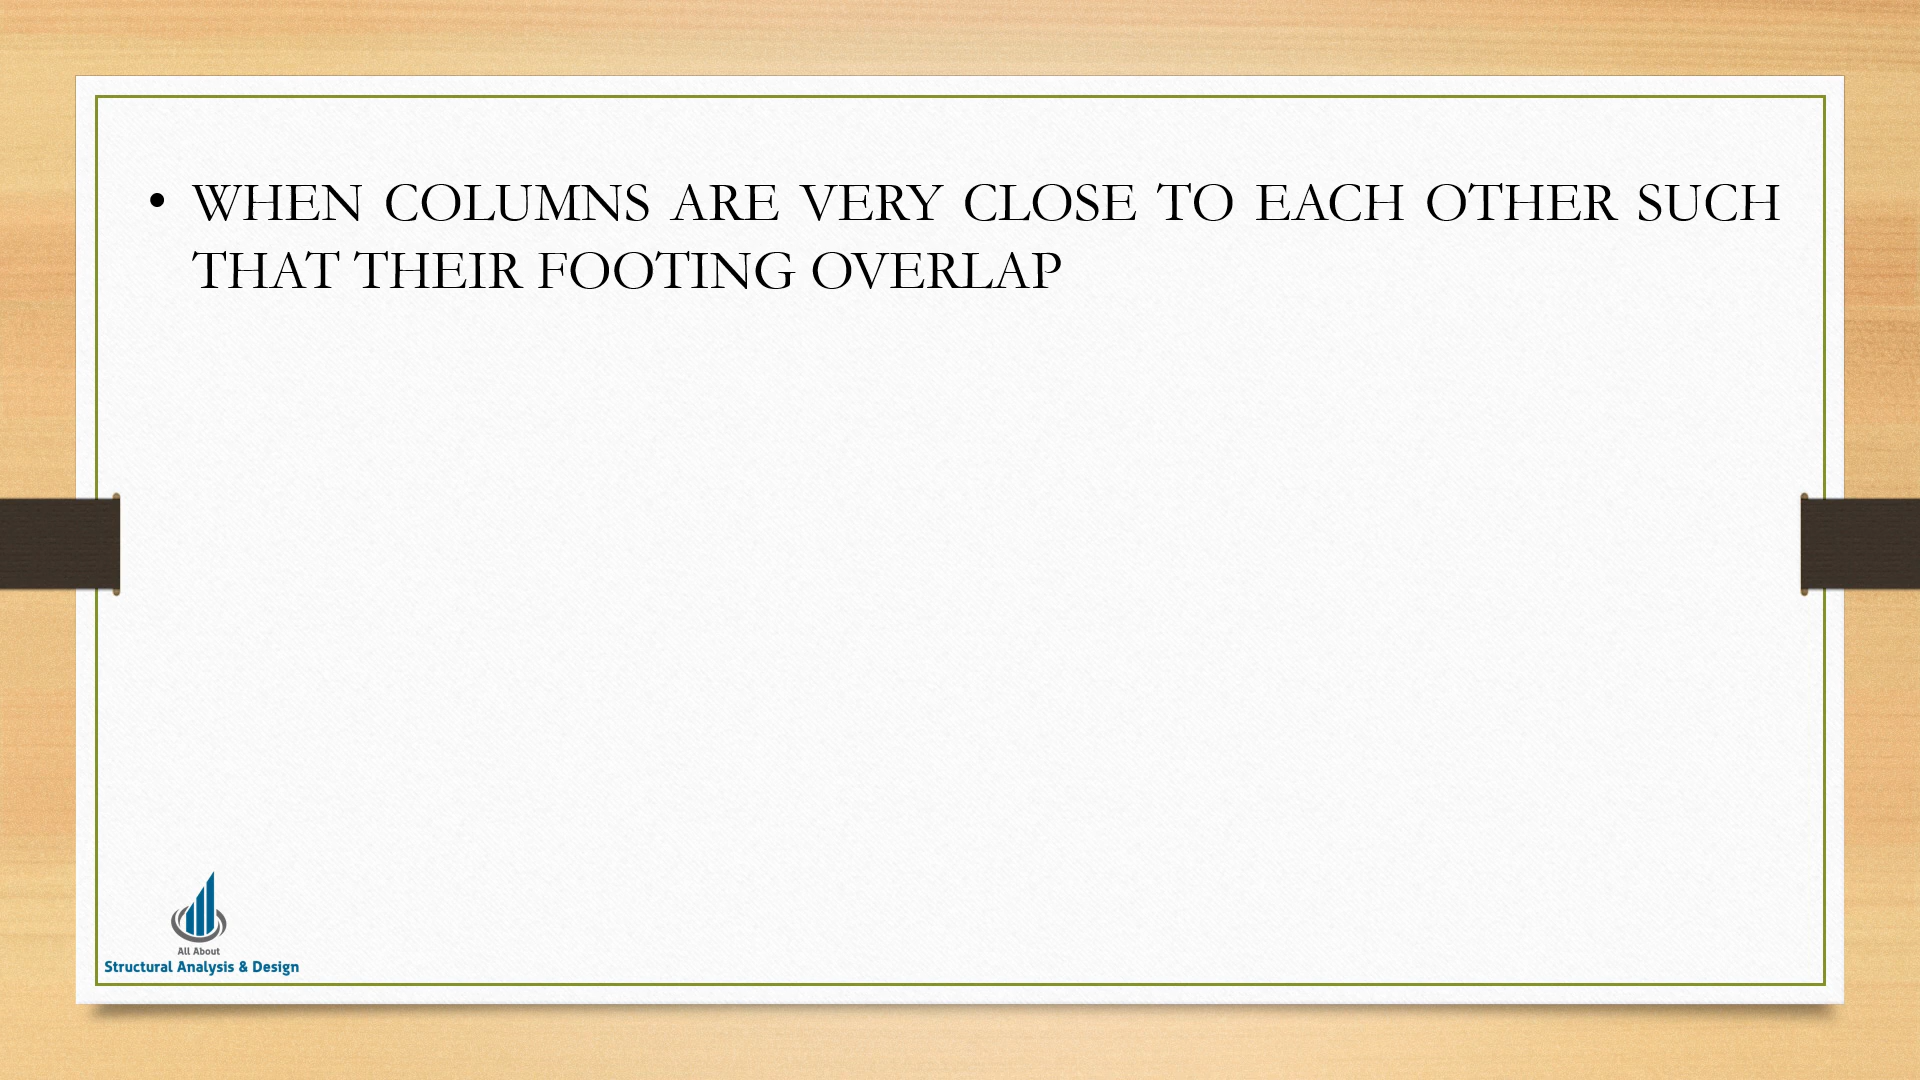 • WHEN COLUMNS ARE VERY CLOSE TO EACH OTHER SUCH
THAT THEIR FOOTING OVERLAP
All About
Structural Analysis & Design